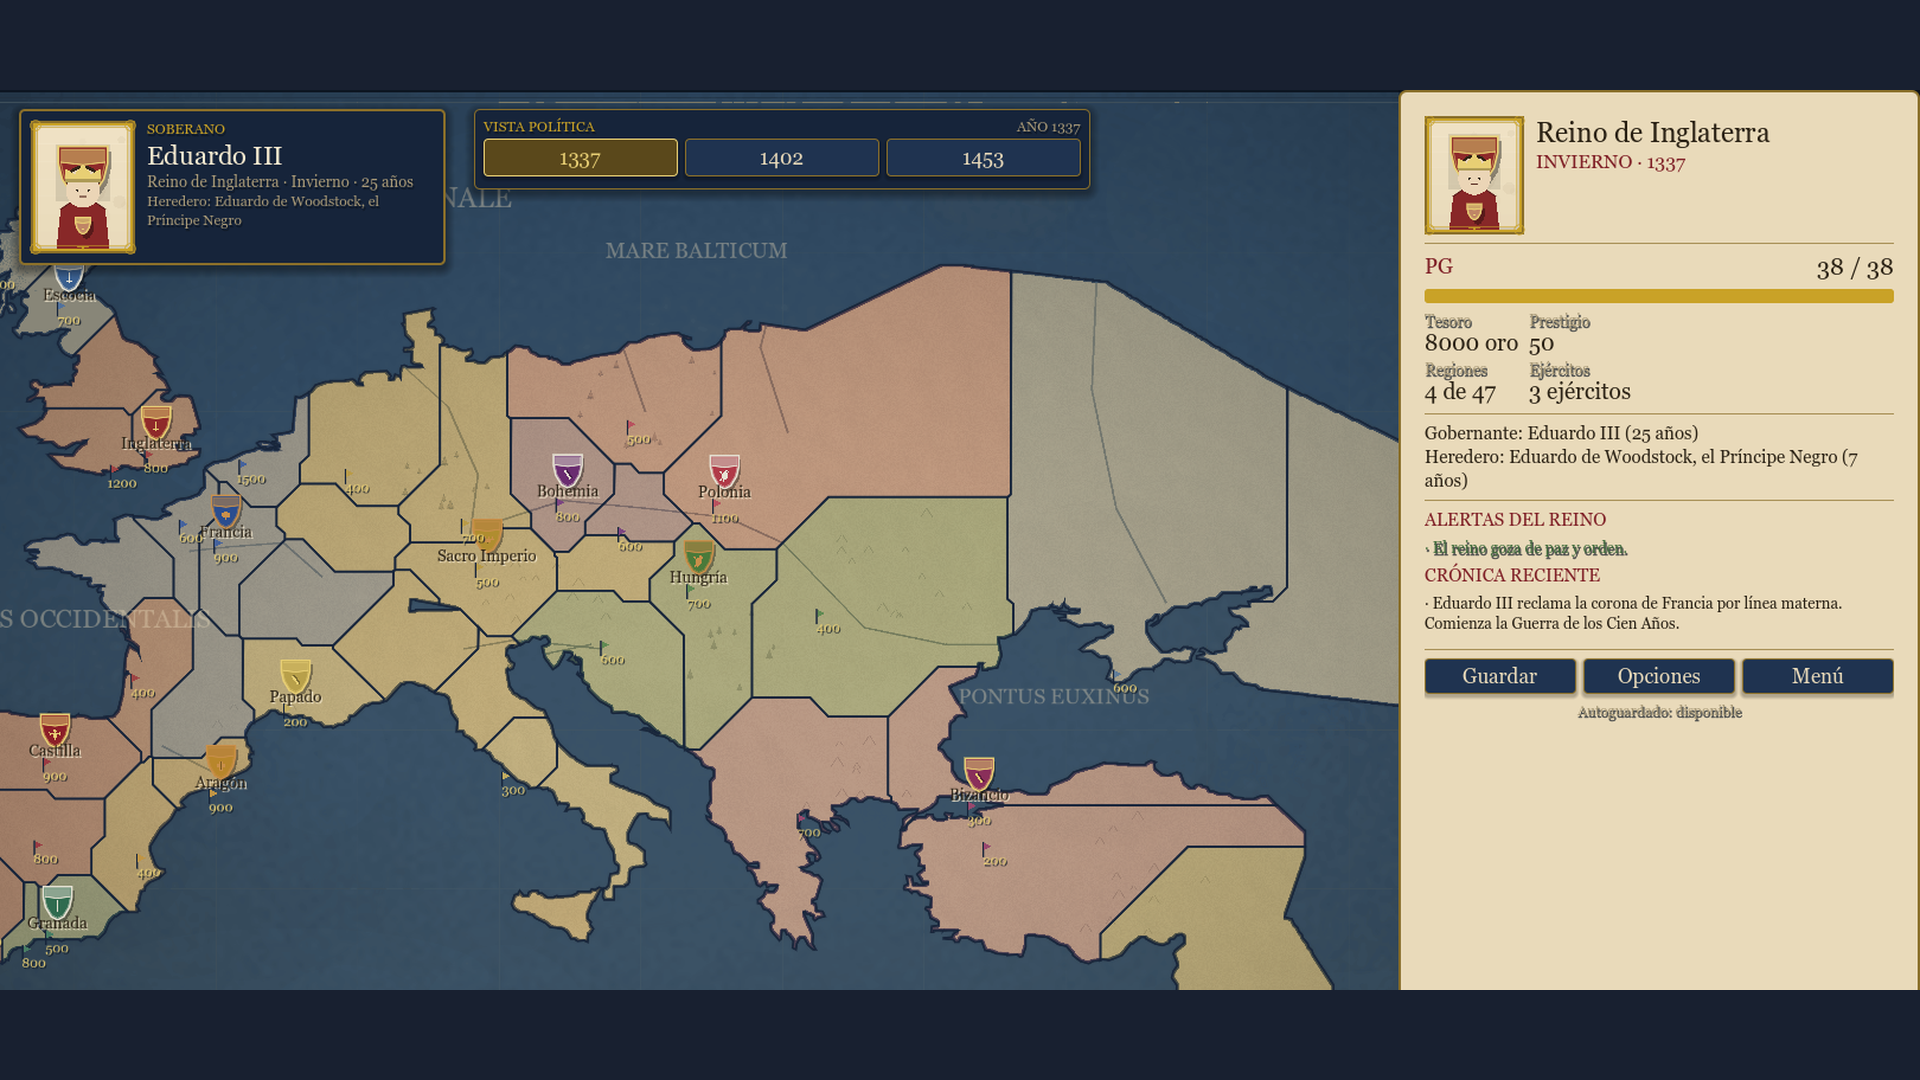 SOBERANO
Eduardo III
Reino de Inglaterra · Invierno · 25 años
Heredero: Eduardo de Woodstock, el
Príncipe Negro
VISTA POLÍTICA
AÑO 1337
1337
1402
1453
NALE
MARE BALTICUM
Escocia
700
Inglaterra
800
1200
1500
400
Francia
600
900
500
Bohemia
800
Polonia
1100
700
Sacro Imperio
500
600
Hungría
700
400
600
S OCCIDENTALIS
400
Papado
200
PONTUS EUXINUS
600
Castilla
900
Aragón
900
300
Bizancio
300
700
200
800
400
Granada
500
800
Reino de Inglaterra
INVIERNO · 1337
PG
38 / 38
Tesoro
Prestigio
8000 oro
50
Regiones
Ejércitos
4 de 47
3 ejércitos
Gobernante: Eduardo III (25 años)
Heredero: Eduardo de Woodstock, el Príncipe Negro (7
años)
ALERTAS DEL REINO
· El reino goza de paz y orden.
CRÓNICA RECIENTE
· Eduardo III reclama la corona de Francia por línea materna.
Comienza la Guerra de los Cien Años.
Guardar
Opciones
Menú
Autoguardado: disponible